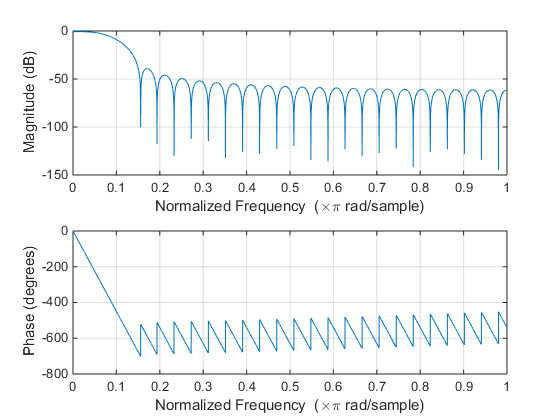 0
-50
-100
-150
Magnitude (dB)
0 0.1 0.2 0.3 0.4 0.5 0.6 0.7 0.8 0.9 1
Normalized Frequency (×π rad/sample)
0
-200
-400
-600
-800
Phase (degrees)
0 0.1 0.2 0.3 0.4 0.5 0.6 0.7 0.8 0.9 1
Normalized Frequency (×π rad/sample)